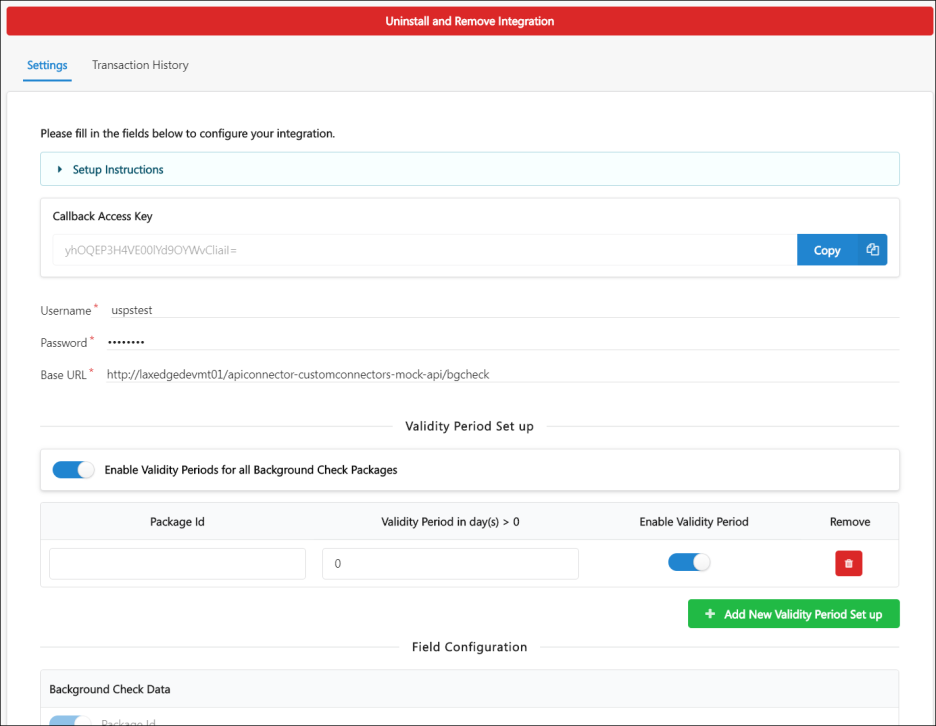 Uninstall and Remove Integration
Settings Transaction History
Please fill in the fields below to configure your integration.
Setup Instructions
Callback Access Key
yhOQEP3H4VE00lYd9OYWvCliail=
Copy
Username * uspstest
Password * ••••••••
Base URL * http://laxedgedevmt01/apiconnector-customconnectors-mock-api/bgcheck
Validity Period Set up
Enable Validity Periods for all Background Check Packages
Package Id Validity Period in day(s) > 0 Enable Validity Period Remove
0
+ Add New Validity Period Set up
Field Configuration
Background Check Data
Package Id